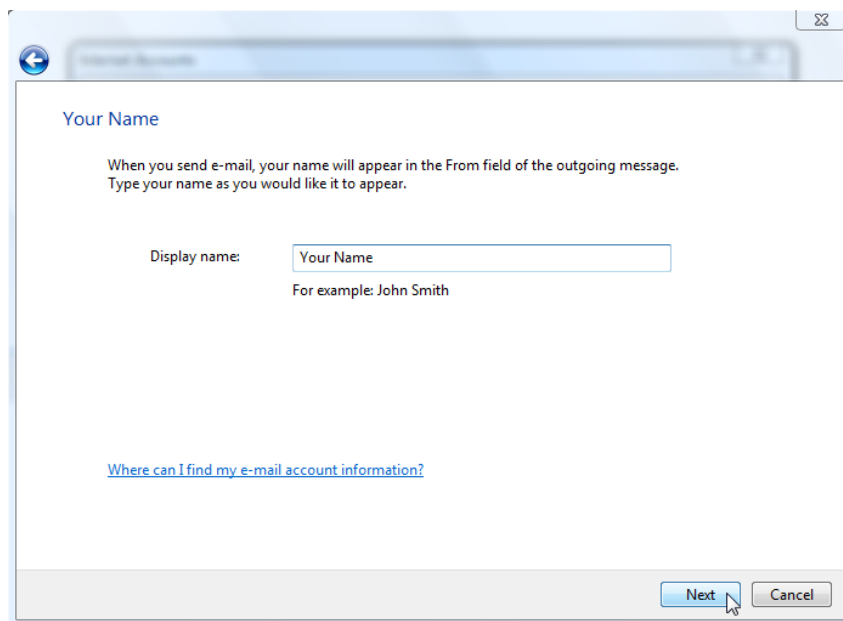 Internet Accounts
Your Name
When you send e-mail, your name will appear in the From field of the outgoing message.
Type your name as you would like it to appear.
Display name: Your Name
For example: John Smith
Where can I find my e-mail account information?
Next Cancel